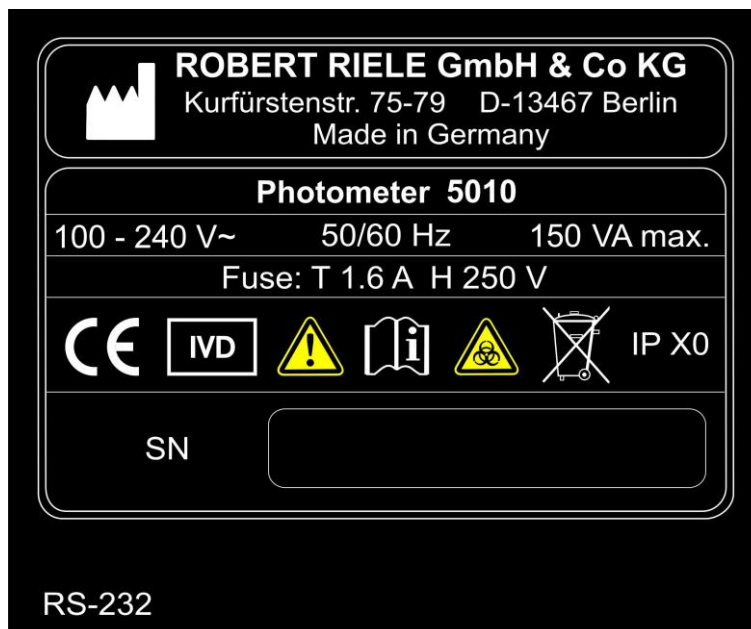 ROBERT RIELE GmbH & Co KG
Kurfürstenstr. 75-79 D-13467 Berlin
Made in Germany
Photometer 5010
100 - 240 V~ 50/60 Hz 150 VA max.
Fuse: T 1.6 A H 250 V
CE IVD ! i IP X0
SN
RS-232